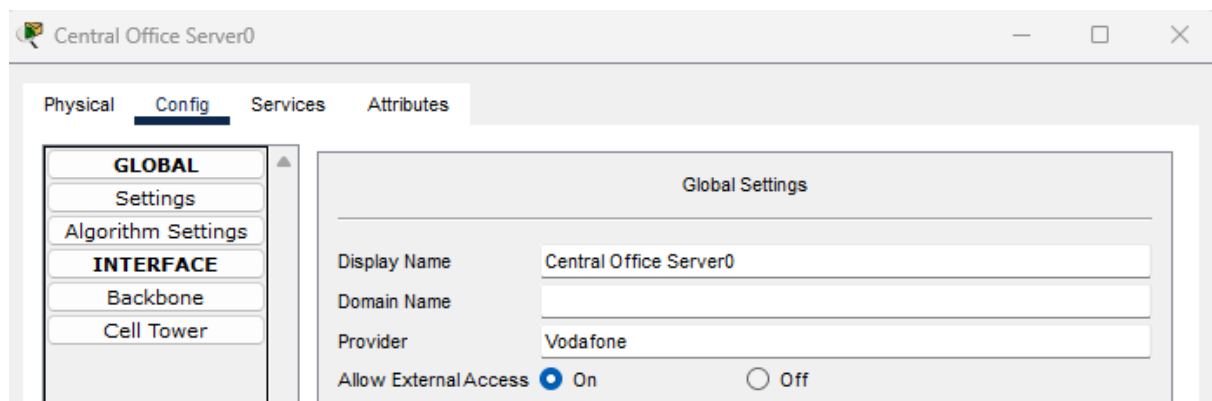 Central Office Server0
Physical Config Services Attributes
GLOBAL
Settings
Algorithm Settings
INTERFACE
Backbone
Cell Tower
Global Settings
Display Name Central Office Server0
Domain Name
Provider Vodafone
Allow External Access On Off